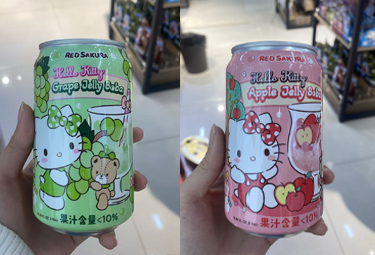 RED SAKURA
Hello Kitty
Grape Jelly Boba
果汁含量<10%
RED SAKURA
Hello Kitty
Apple Jelly Boba
果汁含量<10%